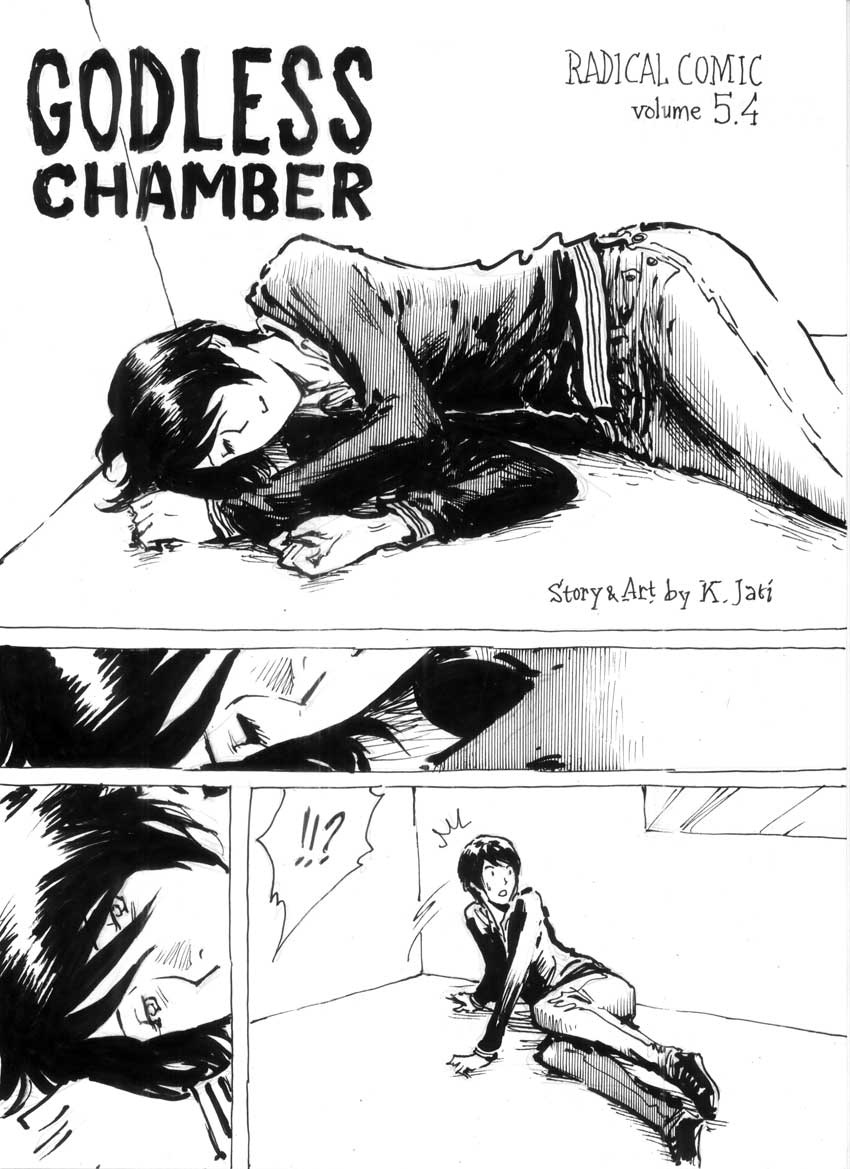 GODLESS
CHAMBER
RADICAL COMIC
volume 5.4
Story & Art by K. Jati
!!?